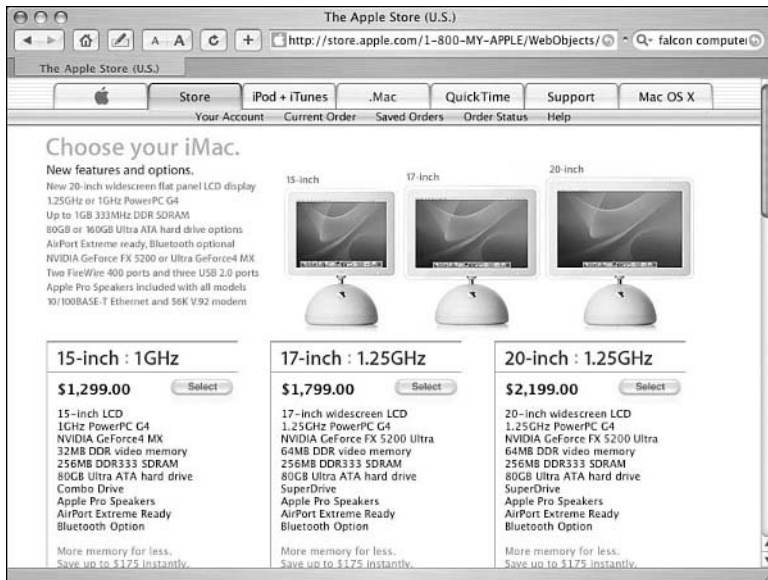 The Apple Store (U.S.)
A A
http://store.apple.com/1-800-MY-APPLE/WebObjects/
falcon computer
The Apple Store (U.S.)
Store iPod + iTunes .Mac QuickTime Support Mac OS X
Your Account Current Order Saved Orders Order Status Help
Choose your iMac.
New features and options.
New 20-inch widescreen flat panel LCD display
1.25GHz or 1GHz PowerPC G4
Up to 1GB 333MHz DDR SDRAM
80GB or 160GB Ultra ATA hard drive options
AirPort Extreme ready, Bluetooth optional
NVIDIA GeForce FX 5200 or Ultra GeForce4 MX
Two FireWire 400 ports and three USB 2.0 ports
Apple Pro Speakers included with all models
10/100BASE-T Ethernet and 56K V.92 modem
15-inch
17-inch
20-inch
15-inch : 1GHz
$1,299.00 Select
15-inch LCD
1GHz PowerPC G4
NVIDIA GeForce4 MX
32MB DDR video memory
256MB DDR333 SDRAM
80GB Ultra ATA hard drive
Combo Drive
Apple Pro Speakers
AirPort Extreme Ready
Bluetooth Option
More memory for less.
Save up to $175 instantly.
17-inch : 1.25GHz
$1,799.00 Select
17-inch widescreen LCD
1.25GHz PowerPC G4
NVIDIA GeForce FX 5200 Ultra
64MB DDR video memory
256MB DDR333 SDRAM
80GB Ultra ATA hard drive
SuperDrive
Apple Pro Speakers
AirPort Extreme Ready
Bluetooth Option
More memory for less.
Save up to $175 instantly.
20-inch : 1.25GHz
$2,199.00 Select
20-inch widescreen LCD
1.25GHz PowerPC G4
NVIDIA GeForce FX 5200 Ultra
64MB DDR video memory
256MB DDR333 SDRAM
80GB Ultra ATA hard drive
SuperDrive
Apple Pro Speakers
AirPort Extreme Ready
Bluetooth Option
More memory for less.
Save up to $175 instantly.